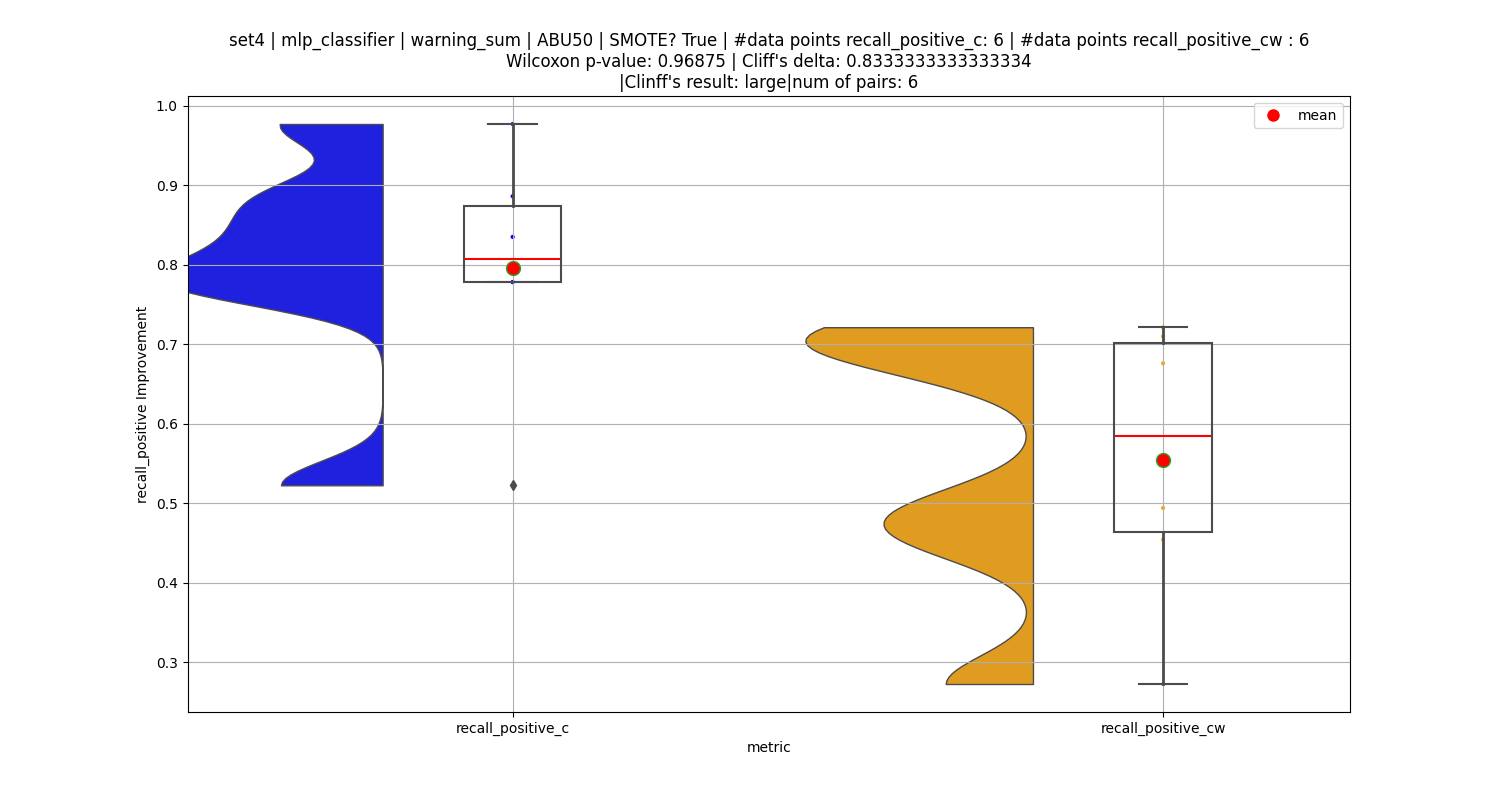 set4 | mlp_classifier | warning_sum | ABU50 | SMOTE? True | #data points recall_positive_c: 6 | #data points recall_positive_cw : 6
Wilcoxon p-value: 0.96875 | Cliff's delta: 0.8333333333333334
|Clinff's result: large|num of pairs: 6
mean
1.0
0.9
0.8
0.7
0.6
0.5
0.4
0.3
recall_positive Improvement
recall_positive_c
recall_positive_cw
metric